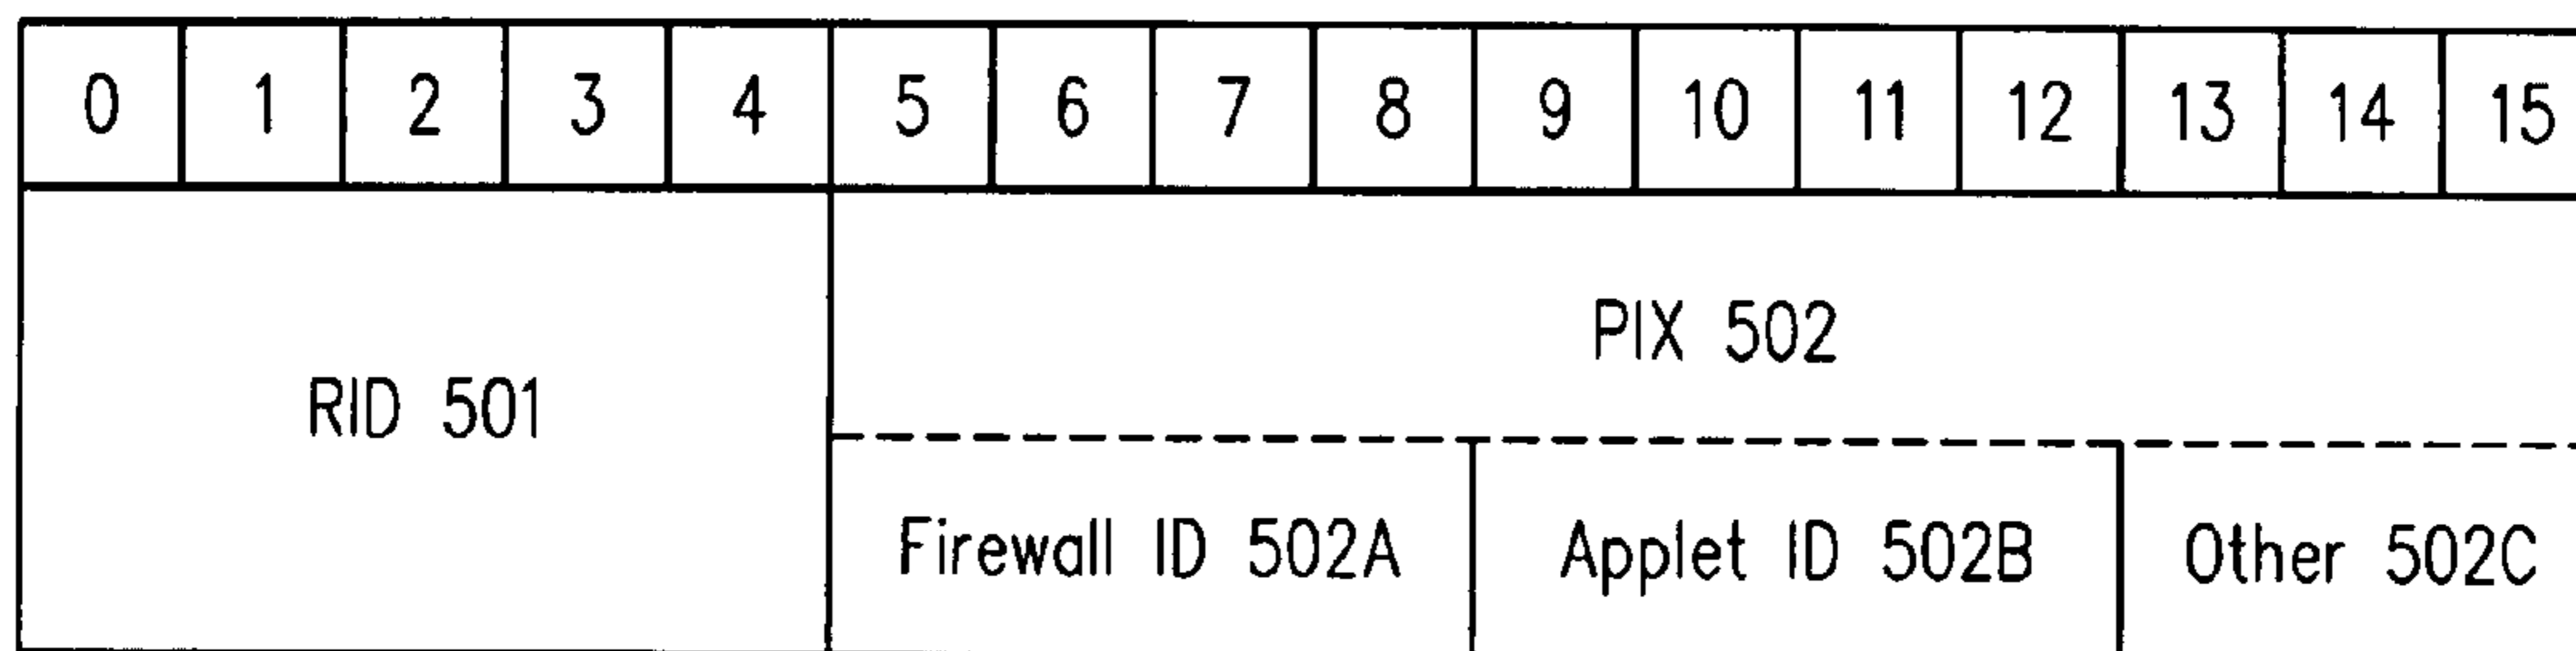 0 1 2 3 4 5 6 7 8 9 10 11 12 13 14 15
PIX 502
RID 501
Firewall ID 502A Applet ID 502B Other 502C